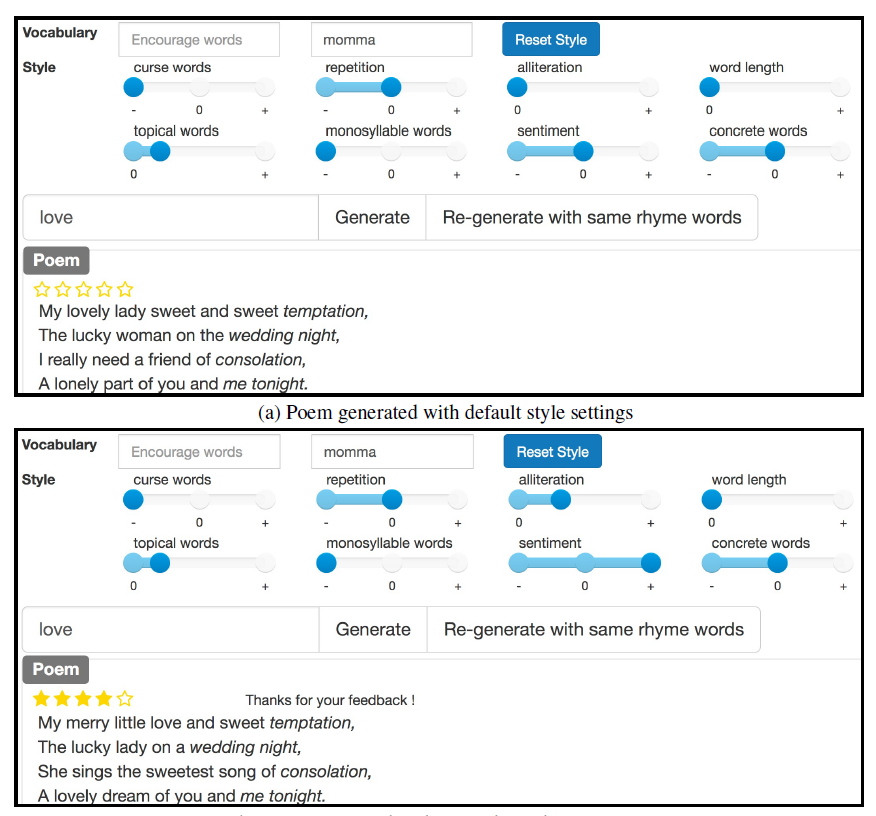 Vocabulary Encourage words momma Reset Style
Style curse words repetition alliteration word length
- 0 + - 0 + 0 + 0
topical words monosyllable words sentiment concrete words
0 + - 0 + - 0 + - 0 +
love Generate Re-generate with same rhyme words
Poem
My lovely lady sweet and sweet temptation,
The lucky woman on the wedding night,
I really need a friend of consolation,
A lonely part of you and me tonight.
(a) Poem generated with default style settings
Vocabulary Encourage words momma Reset Style
Style curse words repetition alliteration word length
- 0 + - 0 + 0 + 0 +
topical words monosyllable words sentiment concrete words
0 + - 0 + - 0 + - 0 +
love Generate Re-generate with same rhyme words
Poem
Thanks for your feedback !
My merry little love and sweet temptation,
The lucky lady on a wedding night,
She sings the sweetest song of consolation,
A lovely dream of you and me tonight.